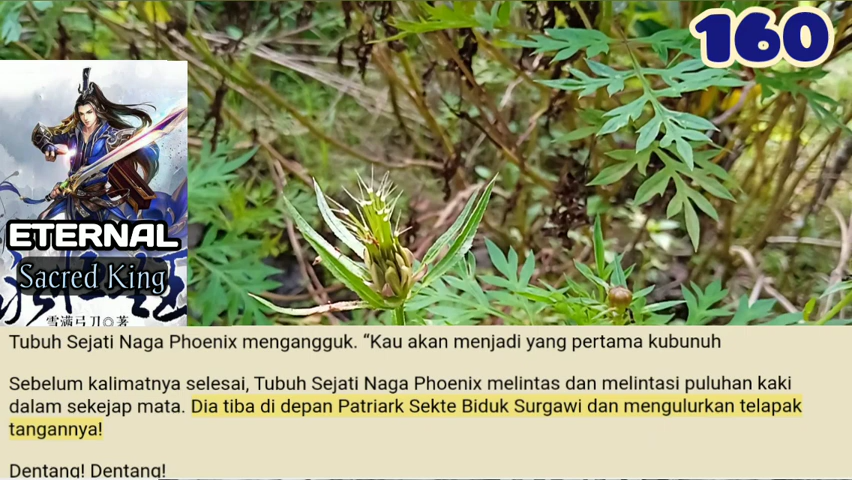 160
ETERNAL
Sacred King
雪满弓刀◎著
Tubuh Sejati Naga Phoenix mengangguk. “Kau akan menjadi yang pertama kubunuh
Sebelum kalimatnya selesai, Tubuh Sejati Naga Phoenix melintas dan melintasi puluhan kaki
dalam sekejap mata. Dia tiba di depan Patriark Sekte Biduk Surgawi dan mengulurkan telapak
tangannya!
Dentang! Dentang!